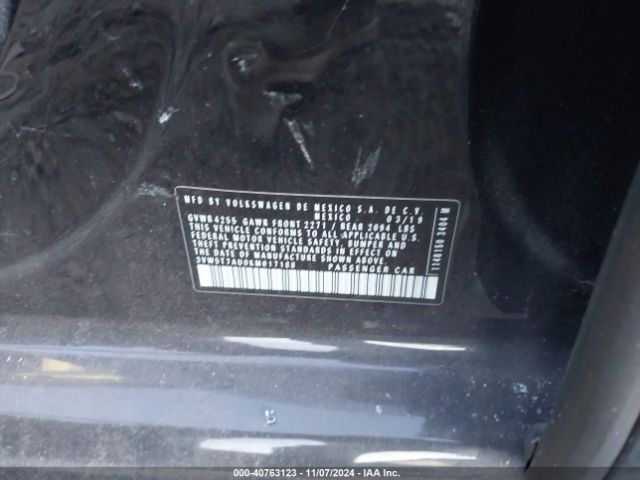 MFD BY VOLKSWAGEN DE MEXICO S.A. DE C.V.
MEXICO 03/19
GVWR 4255 GAWR FRONT 2271 / REAR 2094 LBS
THIS VEHICLE CONFORMS TO ALL APPLICABLE U.S.
FEDERAL MOTOR VEHICLE SAFETY, BUMPER AND
THEFT PREVENTION STANDARDS IN EFFECT ON
THE DATE OF MANUFACTURE SHOWN ABOVE
PASSENGER CAR
000-40763123 - 11/07/2024 - IAA Inc.